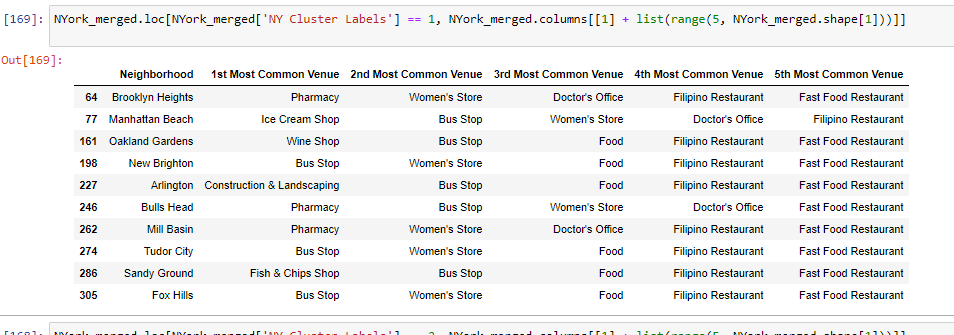 [169]: NYork_merged.loc[NYork_merged['NY Cluster Labels'] == 1, NYork_merged.columns[[1] + list(range(5, NYork_merged.shape[1]))]]
Out[169]:
Neighborhood 1st Most Common Venue 2nd Most Common Venue 3rd Most Common Venue 4th Most Common Venue 5th Most Common Venue
64 Brooklyn Heights Pharmacy Women's Store Doctor's Office Filipino Restaurant Fast Food Restaurant
77 Manhattan Beach Ice Cream Shop Bus Stop Women's Store Doctor's Office Filipino Restaurant
161 Oakland Gardens Wine Shop Bus Stop Food Filipino Restaurant Fast Food Restaurant
198 New Brighton Bus Stop Women's Store Food Filipino Restaurant Fast Food Restaurant
227 Arlington Construction & Landscaping Bus Stop Food Filipino Restaurant Fast Food Restaurant
246 Bulls Head Pharmacy Bus Stop Women's Store Doctor's Office Fast Food Restaurant
262 Mill Basin Pharmacy Women's Store Doctor's Office Filipino Restaurant Fast Food Restaurant
274 Tudor City Bus Stop Women's Store Food Filipino Restaurant Fast Food Restaurant
286 Sandy Ground Fish & Chips Shop Bus Stop Food Filipino Restaurant Fast Food Restaurant
305 Fox Hills Bus Stop Women's Store Food Filipino Restaurant Fast Food Restaurant